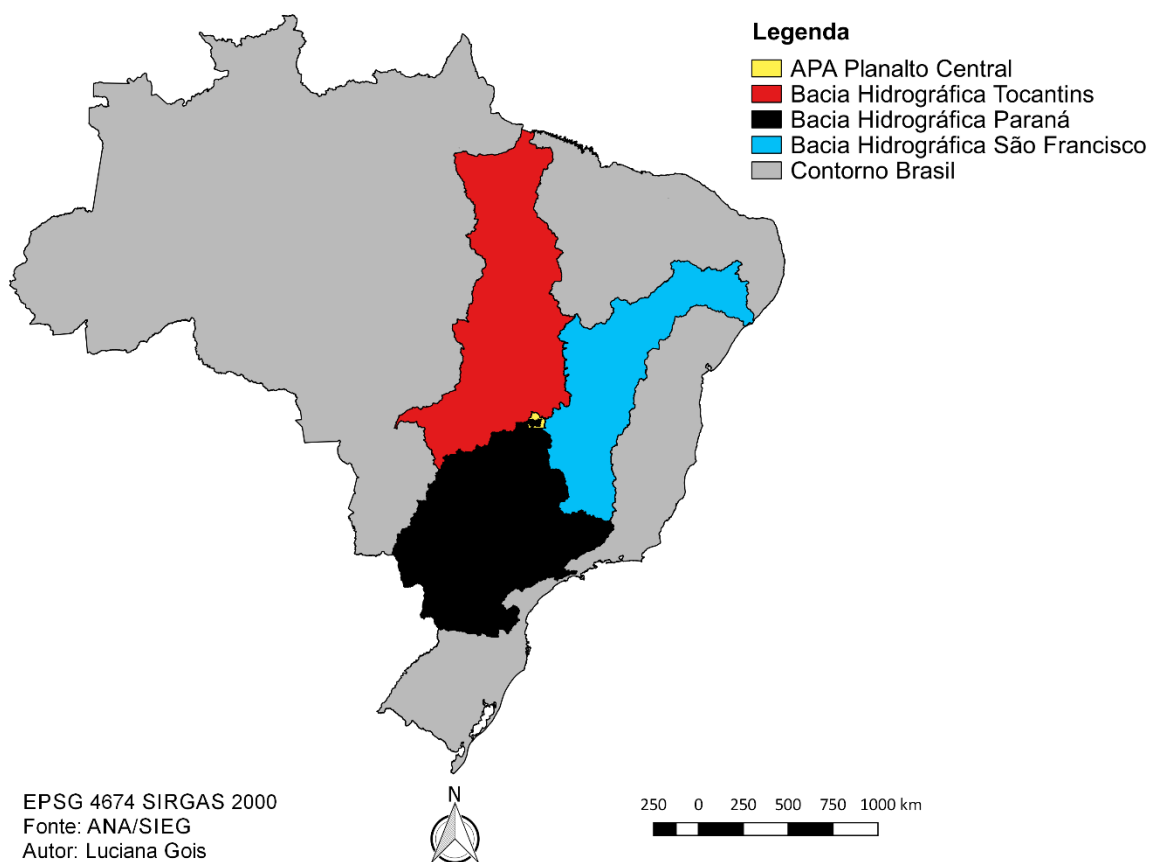 Legenda
APA Planalto Central
Bacia Hidrográfica Tocantins
Bacia Hidrográfica Paraná
Bacia Hidrográfica São Francisco
Contorno Brasil
EPSG 4674 SIRGAS 2000
Fonte: ANA/SIEG
Autor: Luciana Gois
N
250 0 250 500 750 1000 km